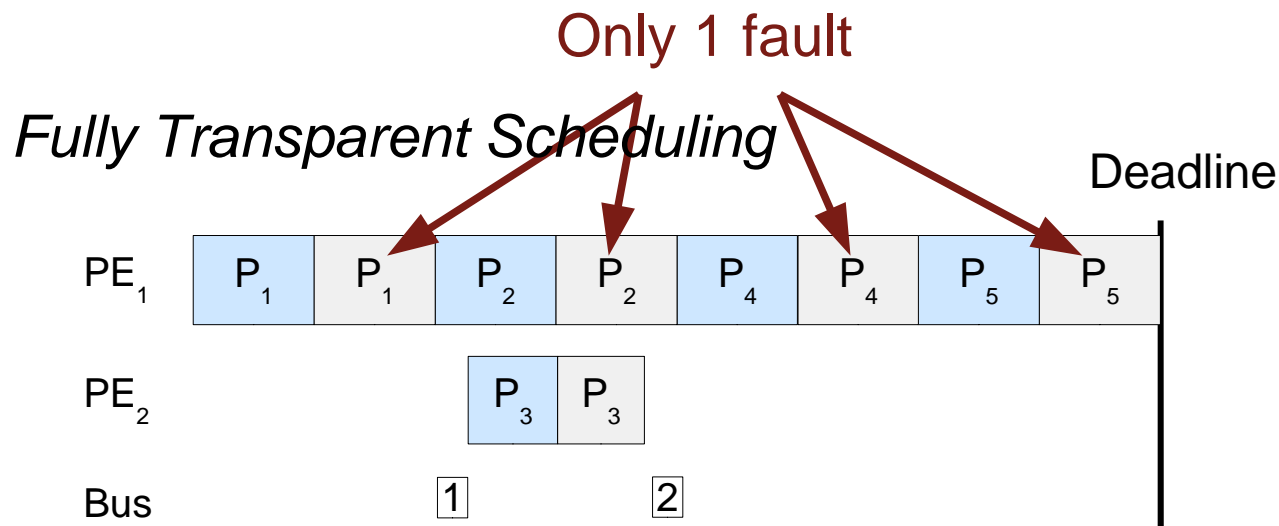 Only 1 fault
Fully Transparent Scheduling
Deadline
PE1 P1 P1 P2 P2 P4 P4 P5 P5
PE2 P3 P3
Bus 1 2